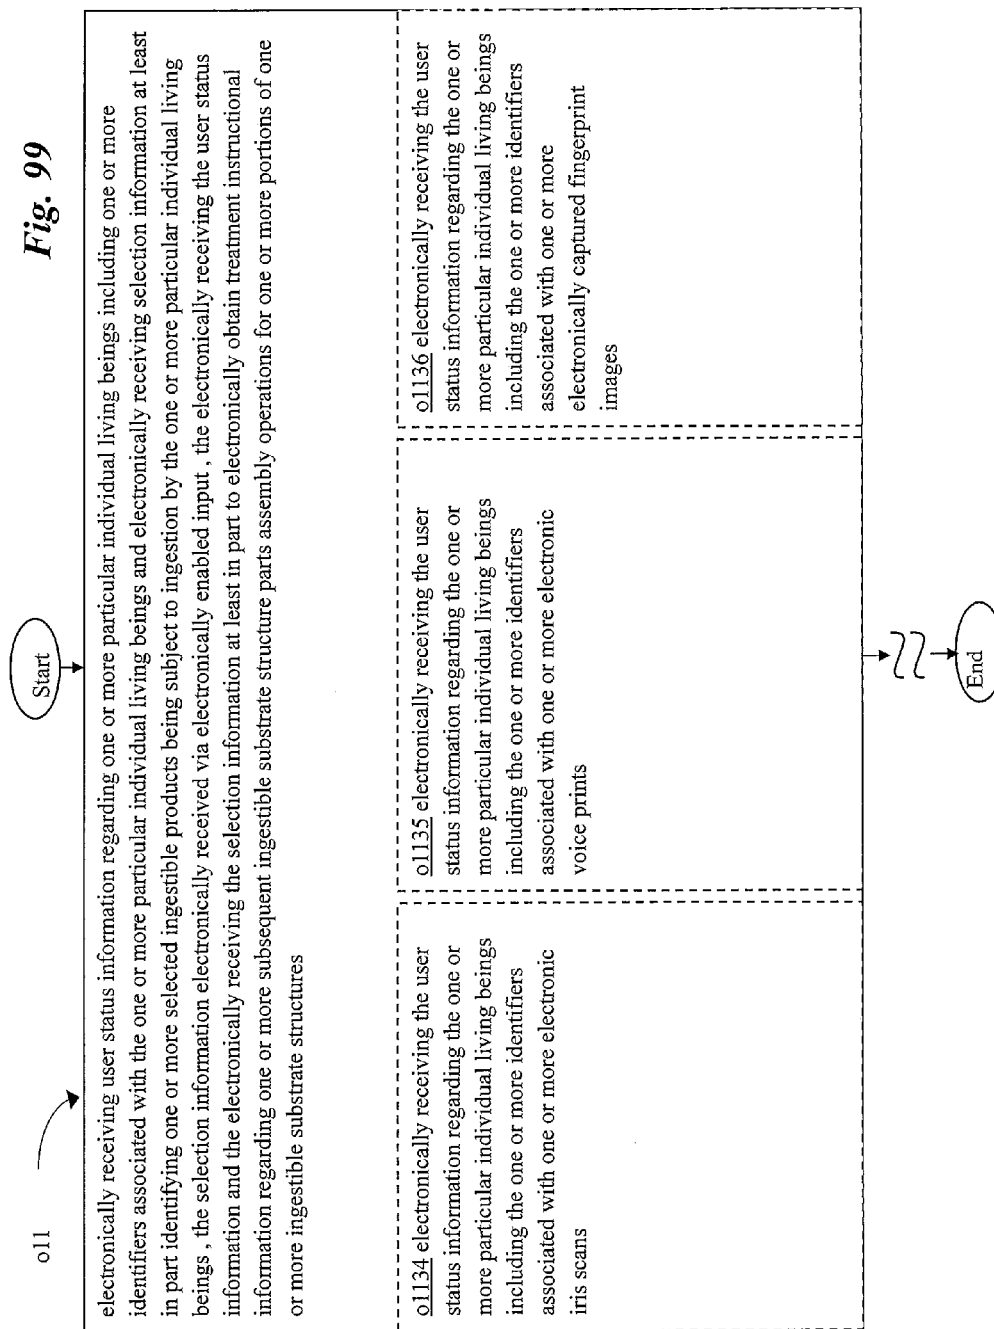 Fig. 99
Start
o11
electronically receiving user status information regarding one or more particular individual living beings including one or more
identifiers associated with the one or more particular individual living beings and electronically receiving selection information at least
in part identifying one or more selected ingestible products being subject to ingestion by the one or more particular individual living
beings , the selection information electronically received via electronically enabled input , the electronically receiving the user status
information and the electronically receiving the selection information at least in part to electronically obtain treatment instructional
information regarding one or more subsequent ingestible substrate structure parts assembly operations for one or more portions of one
or more ingestible substrate structures
o1134 electronically receiving the user
status information regarding the one or
more particular individual living beings
including the one or more identifiers
associated with one or more electronic
iris scans
o1135 electronically receiving the user
status information regarding the one or
more particular individual living beings
including the one or more identifiers
associated with one or more electronic
voice prints
o1136 electronically receiving the user
status information regarding the one or
more particular individual living beings
including the one or more identifiers
associated with one or more
electronically captured fingerprint
images
End